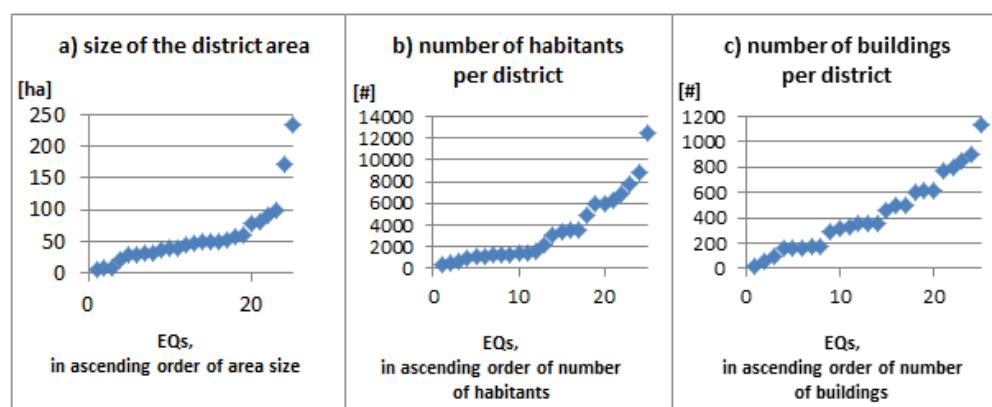 a) size of the district area
[ha]
250
200
150
100
50
0
0
20
EQs,
in ascending order of area size
b) number of habitants
per district
[#]
14000
12000
10000
8000
6000
4000
2000
0
0
10
20
EQs,
in ascending order of number
of habitants
c) number of buildings
per district
[#]
1200
1000
800
600
400
200
0
0
10
20
EQs,
in ascending order of number
of buildings